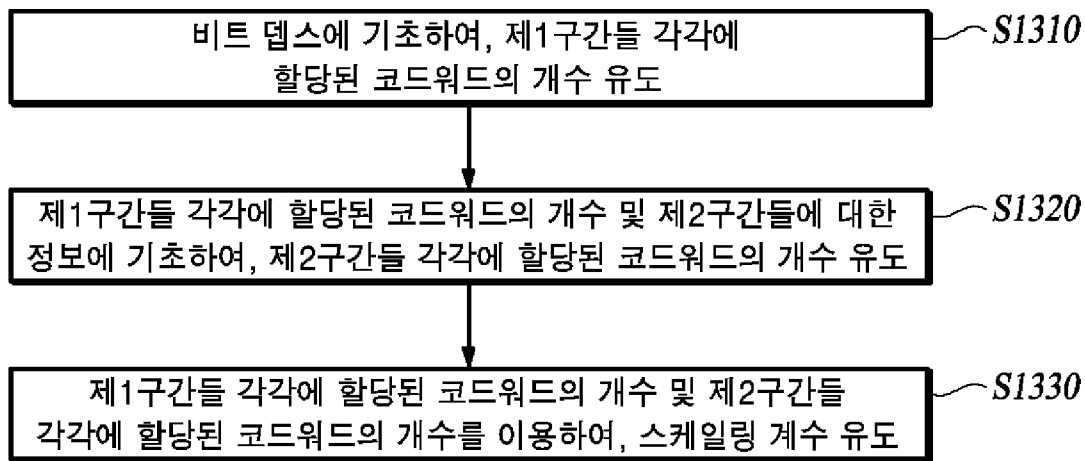 비트 뎁스에 기초하여, 제1구간들 각각에
할당된 코드워드의 개수 유도
S1310
제1구간들 각각에 할당된 코드워드의 개수 및 제2구간들에 대한
정보에 기초하여, 제2구간들 각각에 할당된 코드워드의 개수 유도
S1320
제1구간들 각각에 할당된 코드워드의 개수 및 제2구간들
각각에 할당된 코드워드의 개수를 이용하여, 스케일링 계수 유도
S1330